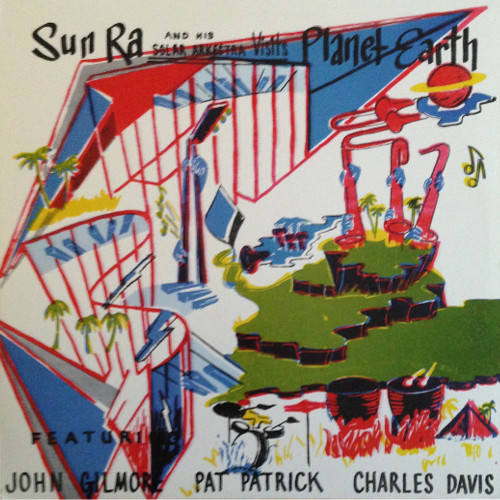 Sun Ra AND HIS SOLAR ARKESTRA Visits Planet Earth
FEATURING
JOHN GILMORE PAT PATRICK CHARLES DAVIS